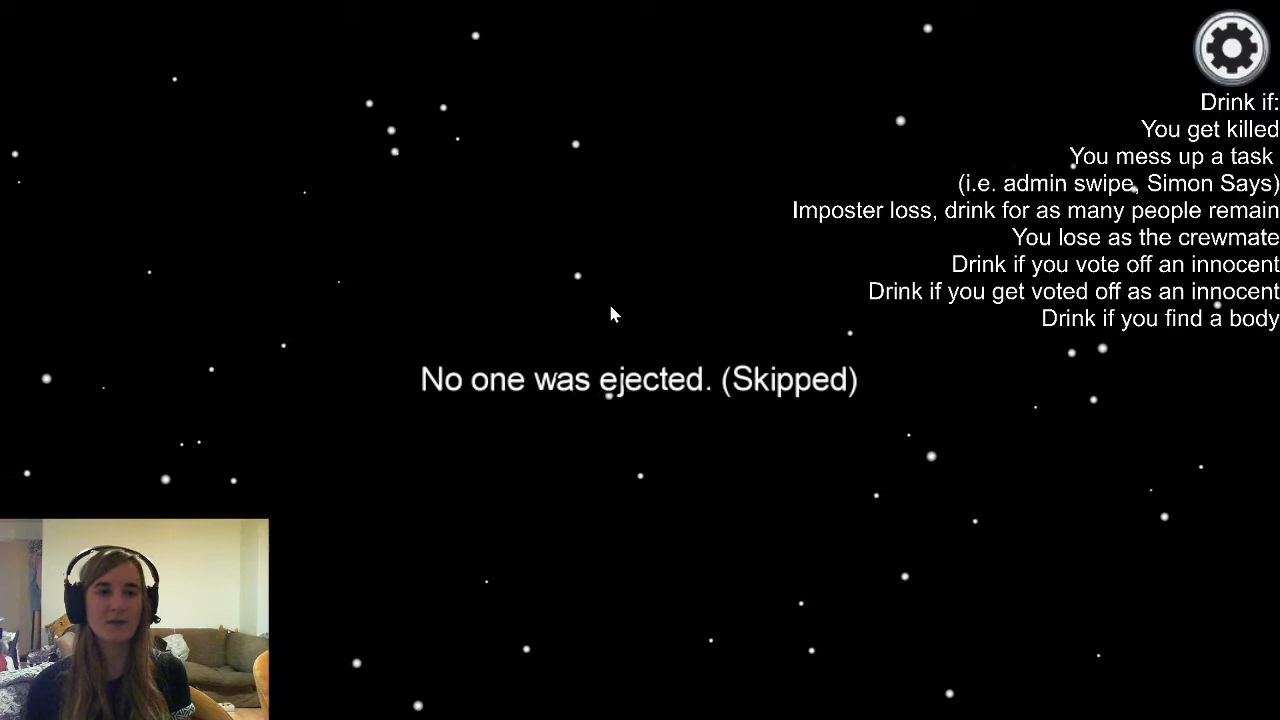 Drink if:
You get killed
You mess up a task
(i.e. admin swipe, Simon Says)
Imposter loss, drink for as many people remain
You lose as the crewmate
Drink if you vote off an innocent
Drink if you get voted off as an innocent
Drink if you find a body
No one was ejected. (Skipped)